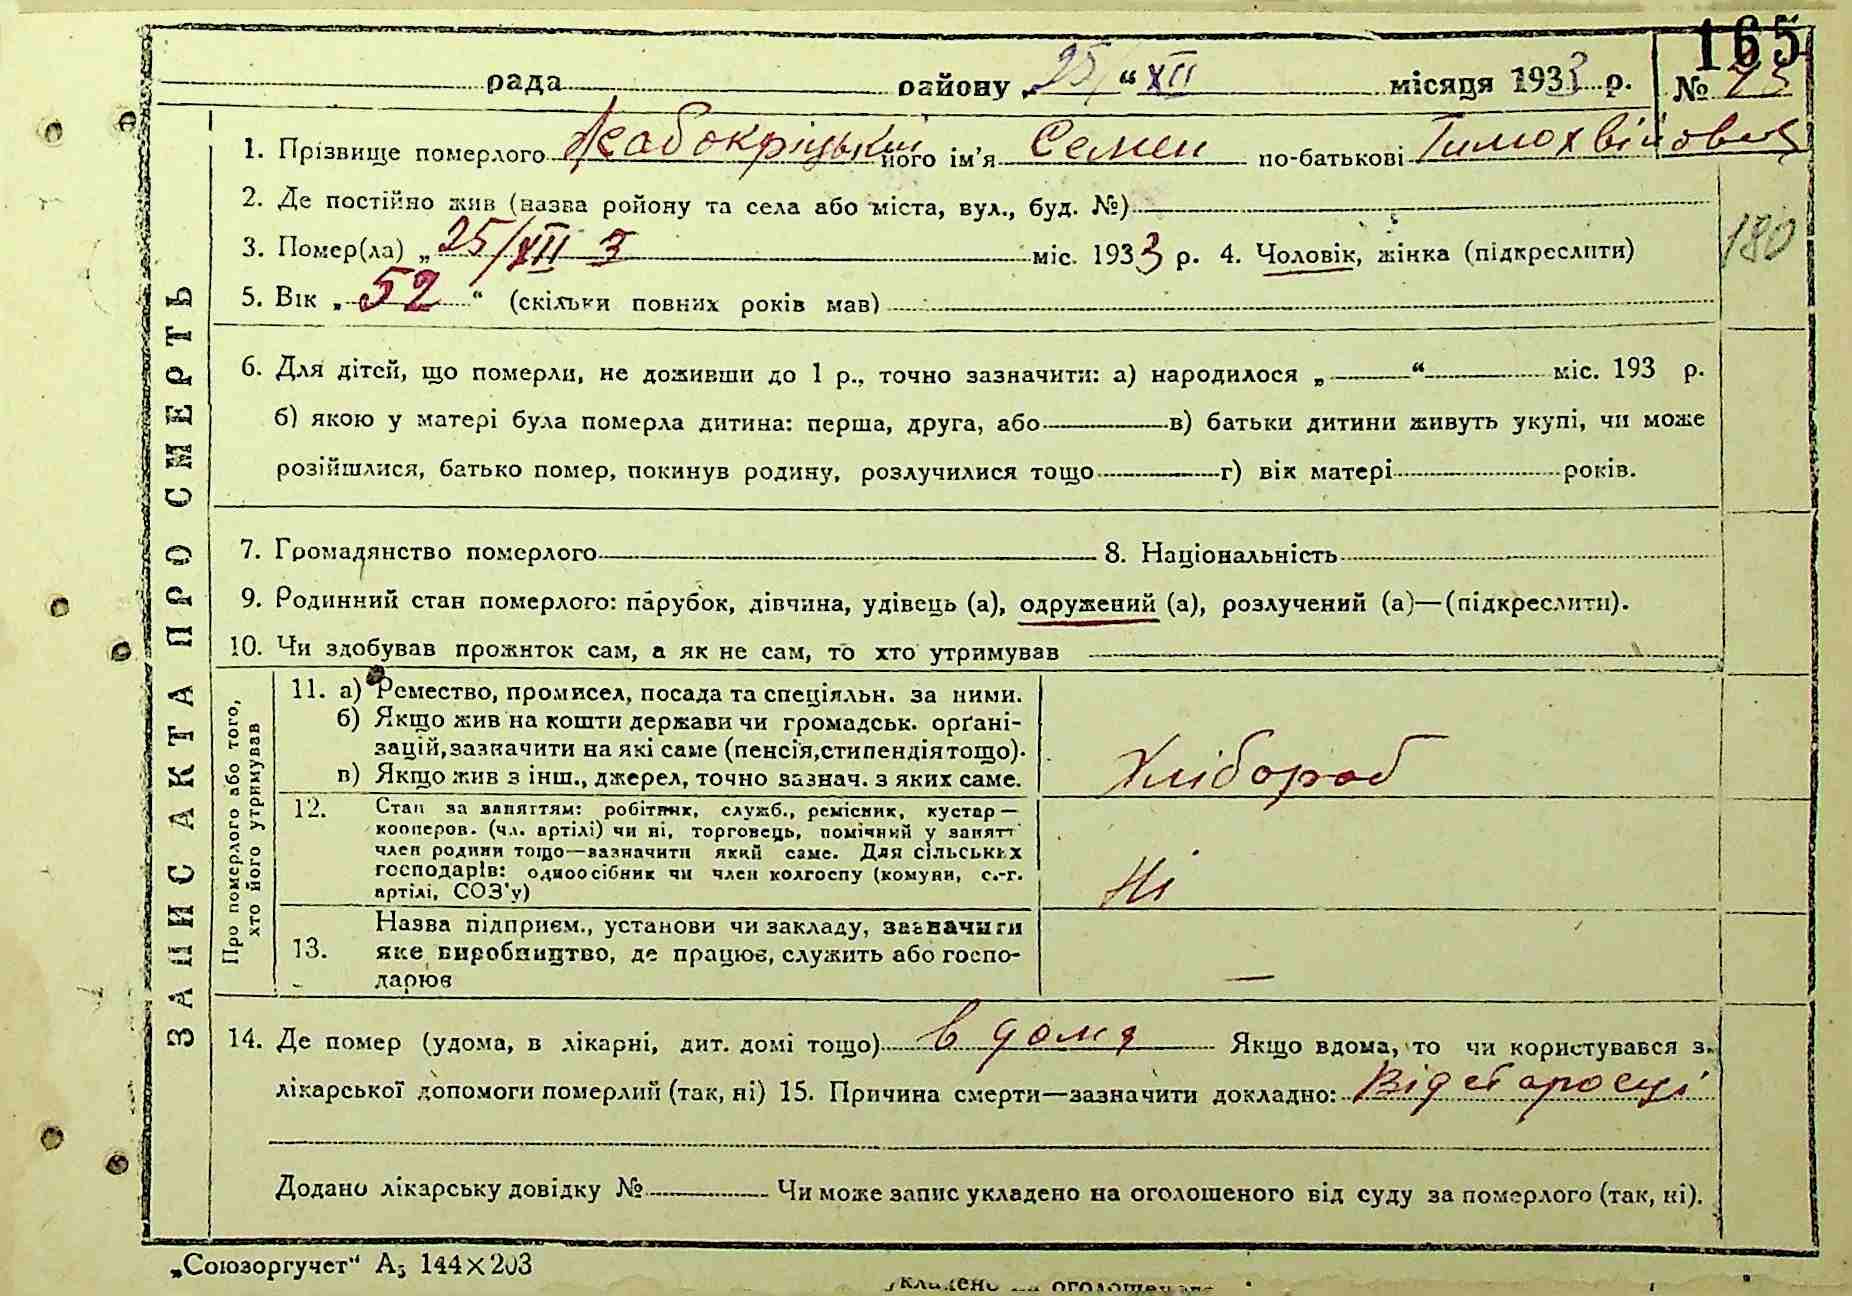 165
рада районु „25/“ XII місяця 1933 р. № 73
1. Прізвище померлого Жабокріцький його ім’я Семен по-батькові Тимохвійович
2. Де постійно жив (назва ройону та села або міста, вул., буд. №)
180
3. Помер(ла) „25/XII 3 міс. 1933 р. 4. Чоловік, жінка (підкреслити)
5. Вік „52“ (скільки повних років мав)
6. Для дітей, що померли, не доживши до 1 р., точно зазначити: а) народилося „ “ міс. 193 р.
б) якою у матері була померла дитина: перша, друга, або в) батьки дитини живуть укупі, чи може
розійшлися, батько помер, покинув родину, розлучилися тощо г) вік матері років.
7. Громадянство померлого 8. Національність
9. Родинний стан померлого: парубок, дівчина, удівець (а), одружений (а), розлучений (а)—(підкреслити).
10. Чи здобував прожиток сам, а як не сам, то хто утримував
ЗАПИС АКТА ПРО СМЕРТЬ
Про померлого або того,
хто його утримував
11. а) Ремество, промисел, посада та спеціяльн. за ними.
б) Якщо жив на кошти держави чи громадськ. орґані-
зацій, зазначити на які саме (пенсія, стипендія тощо).
в) Якщо жив з інш., джерел, точно зазнач. з яких саме.
Хлібороб
12. Стан за заняттям: робітник, служб., ремісник, кустар —
кооперов. (чл. артілі) чи ні, торговець, помічний у занятт
член родини тощо—зазначити який саме. Для сільських
господарів: одноосібник чи член колгоспу (комуни, с.-г.
артілі, СОЗ'у)
Ні
13. Назва підприєм., установи чи закладу, зазначити
яке виробництво, де працює, служить або госпо-
дарює
—
14. Де помер (удома, в лікарні, дит. домі тощо) в домя Якщо вдома, то чи користувався з
лікарської допомоги померлий (так, ні) 15. Причина смерти—зазначити докладно: Від старосці
Додано лікарську довідку № Чи може запис укладено на оголошеного від суду за померлого (так, ні).
„Союзоргучет“ А5 144×203